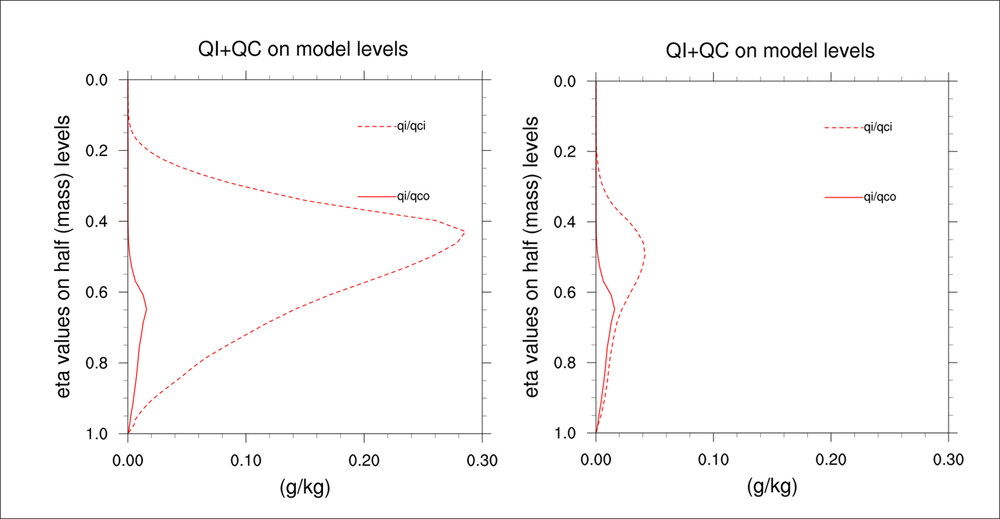 QI+QC on model levels
eta values on half (mass) levels
0.0
0.2
0.4
0.6
0.8
1.0
qi/qci
qi/qco
0.00 0.10 0.20 0.30
(g/kg)
QI+QC on model levels
eta values on half (mass) levels
0.0
0.2
0.4
0.6
0.8
1.0
qi/qci
qi/qco
0.00 0.10 0.20 0.30
(g/kg)